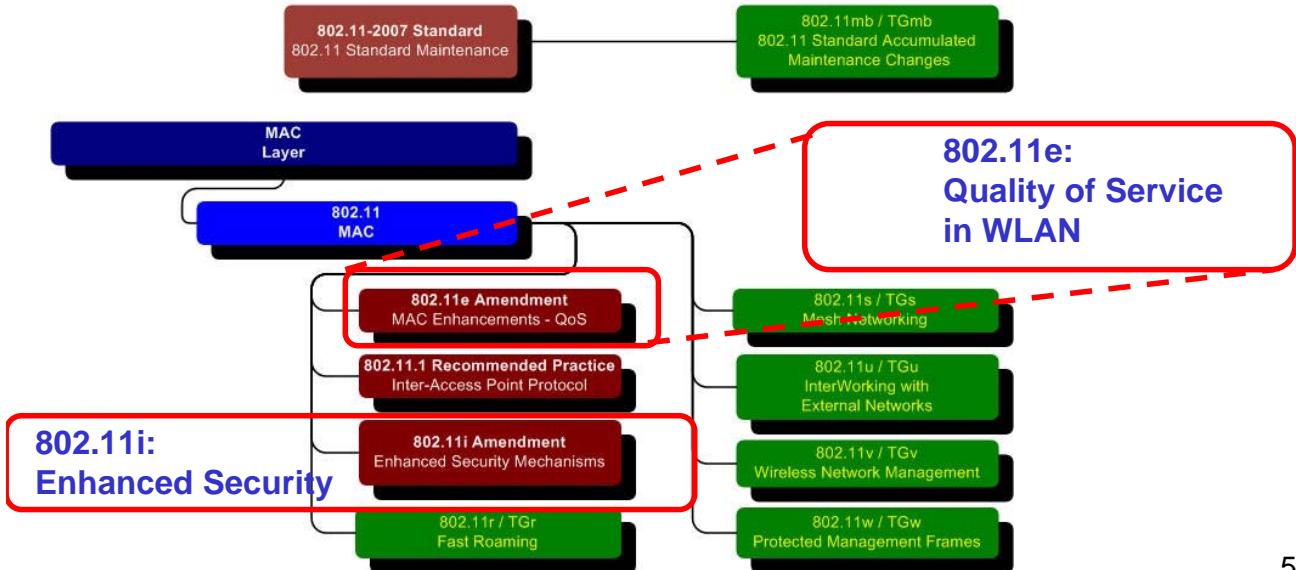 802.11-2007 Standard
802.11 Standard Maintenance
802.11mb / TGmb
802.11 Standard Accumulated
Maintenance Changes
MAC
Layer
802.11
MAC
802.11e:
Quality of Service
in WLAN
802.11e Amendment
MAC Enhancements - QoS
802.11.1 Recommended Practice
Inter-Access Point Protocol
802.11i:
Enhanced Security
802.11i Amendment
Enhanced Security Mechanisms
802.11r / TGr
Fast Roaming
802.11s / TGs
Mesh Networking
802.11u / TGu
InterWorking with
External Networks
802.11v / TGv
Wireless Network Management
802.11w / TGw
Protected Management Frames
5